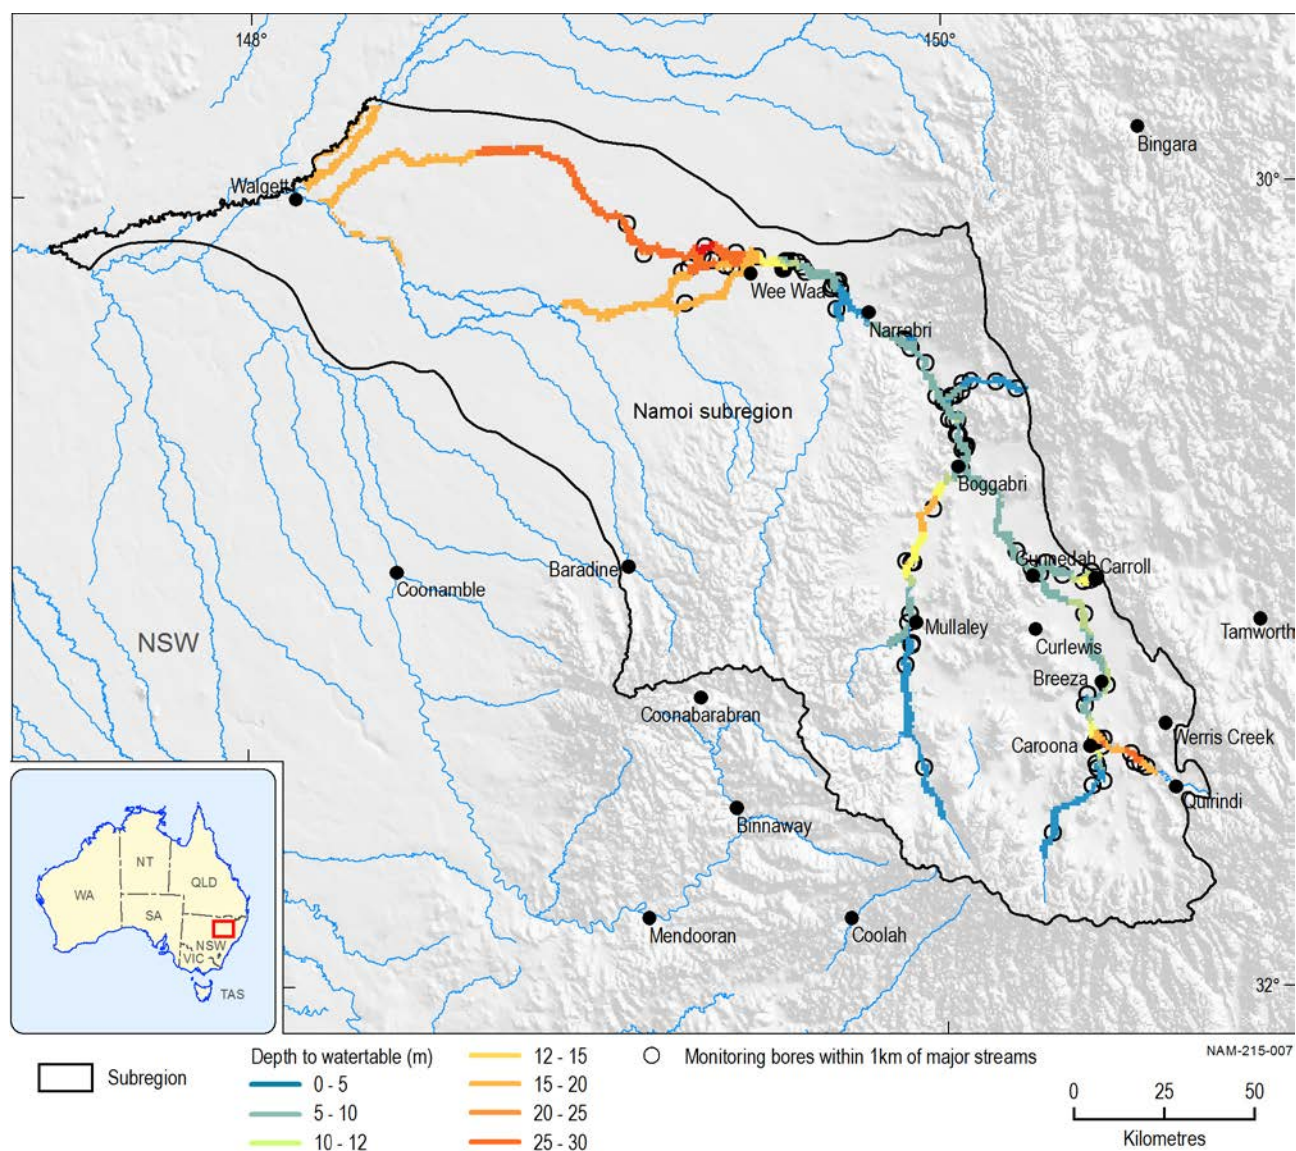 148°
150°
Bingara
30°
Walgett
Wee Waa
Narrabri
Namoi subregion
Boggabri
Gunnedah
Carroll
Baradine
Coonamble
Mullaley
Tamworth
NSW
Curlewis
Breeza
Coonabarabran
Werris Creek
Caroona
Quirindi
Binnaway
Mendooran
Coolah
32°
NT
WA
QLD
SA
NSW
VIC
TAS
NAM-215-007
Subregion
Depth to watertable (m)
0 - 5
5 - 10
10 - 12
12 - 15
15 - 20
20 - 25
25 - 30
Monitoring bores within 1km of major streams
0 25 50
Kilometres